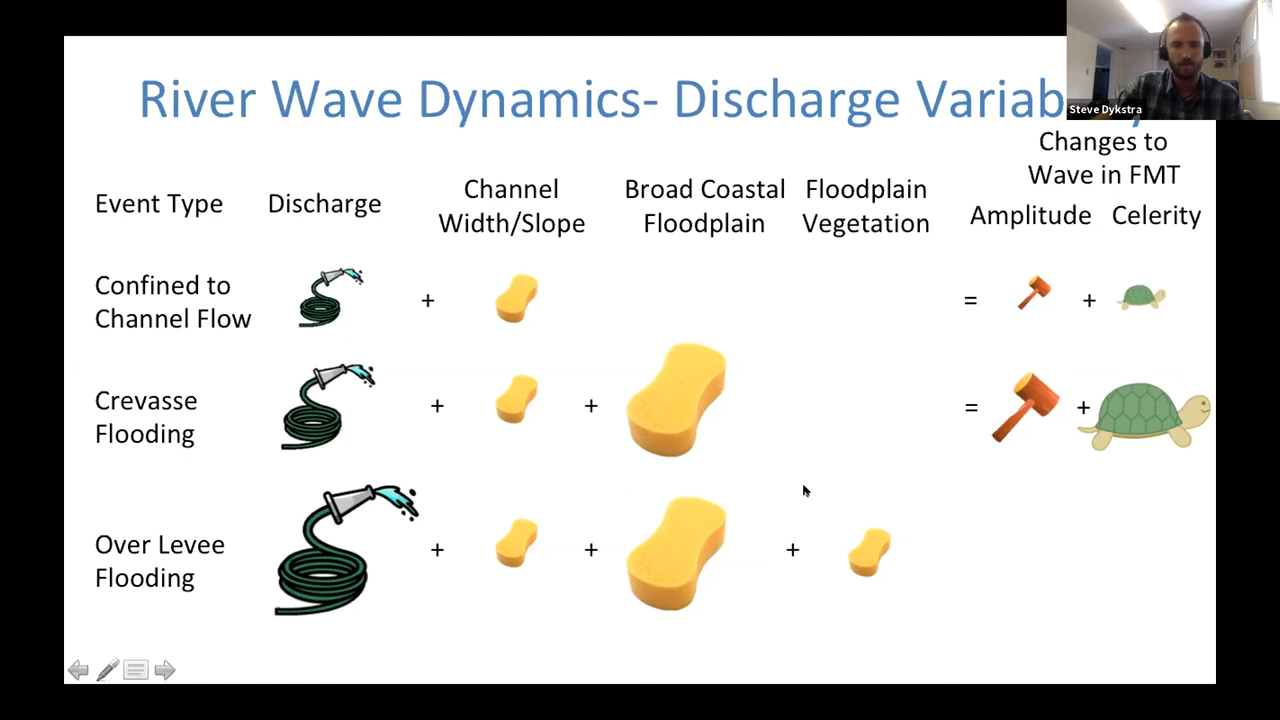 River Wave Dynamics- Discharge
Steve Dykstra
Changes to
Wave in FMT
Event Type
Discharge
Channel
Width/Slope
Broad Coastal
Floodplain
Floodplain
Vegetation
Amplitude
Celerity
Confined to
Channel Flow
+
=
+
Crevasse
Flooding
+
+
=
+
Over Levee
Flooding
+
+
+